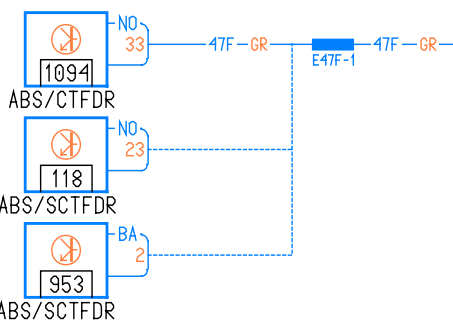 NO
33 47F GR 47F GR
E47F-1
1094
ABS/CTFDR
NO
23
118
ABS/SCTFDR
BA
2
953
ABS/SCTFDR